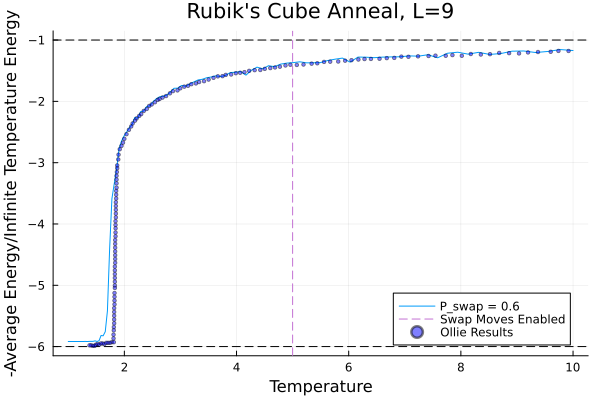 Rubik's Cube Anneal, L=9
-Average Energy/Infinite Temperature Energy
−1
−2
−3
−4
−5
−6
2
4
6
8
10
Temperature
P_swap = 0.6
Swap Moves Enabled
Ollie Results